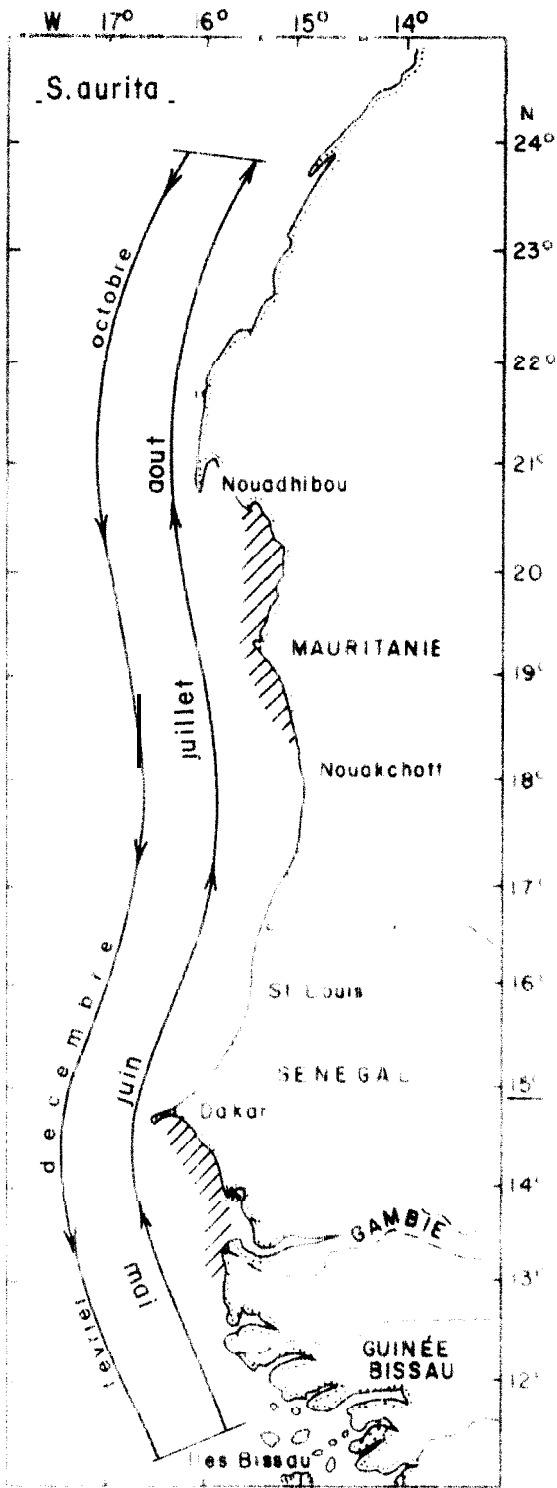 W 17° 16° 15° 14°
S. aurita
N
24°
23°
22°
21°
20
19°
18°
17°
16°
15°
14°
13°
12°
octobre
aout
Nouadhibou
MAURITANIE
juillet
Nouakchott
decembre
St Louis
juin
SENEGAL
Dakar
GAMBIE
mai
fevrier
GUINÉE
BISSAU
Iles Bissau